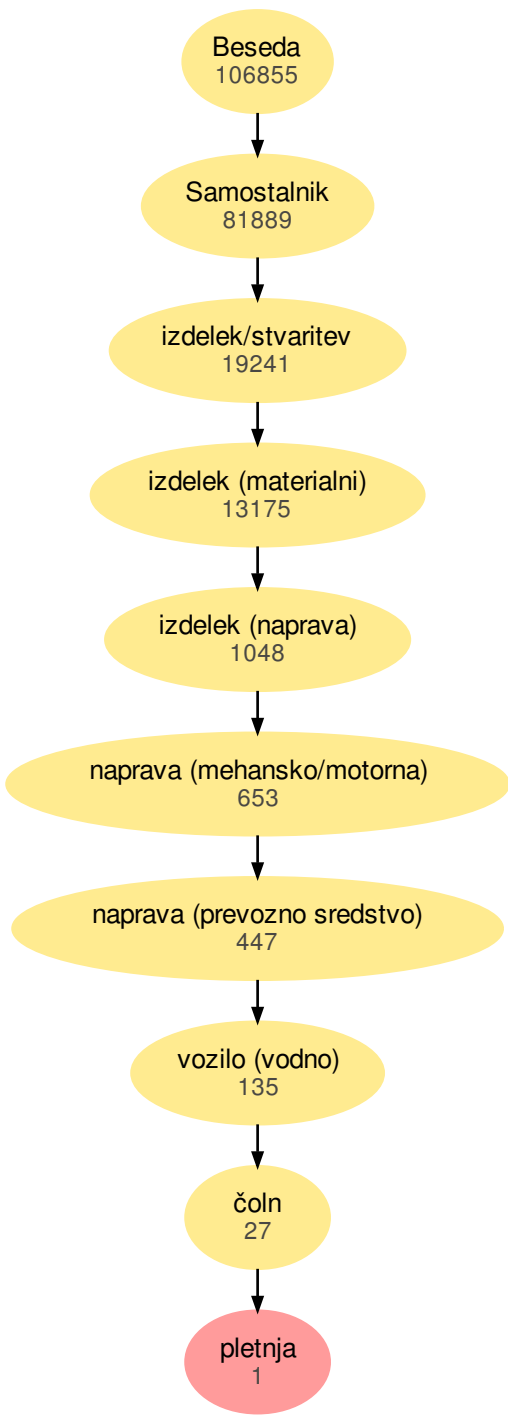 Beseda
106855
Samostalnik
81889
izdelek/stvaritev
19241
izdelek (materialni)
13175
izdelek (naprava)
1048
naprava (mehansko/motorna)
653
naprava (prevozno sredstvo)
447
vozilo (vodno)
135
čoln
27
pletnja
1